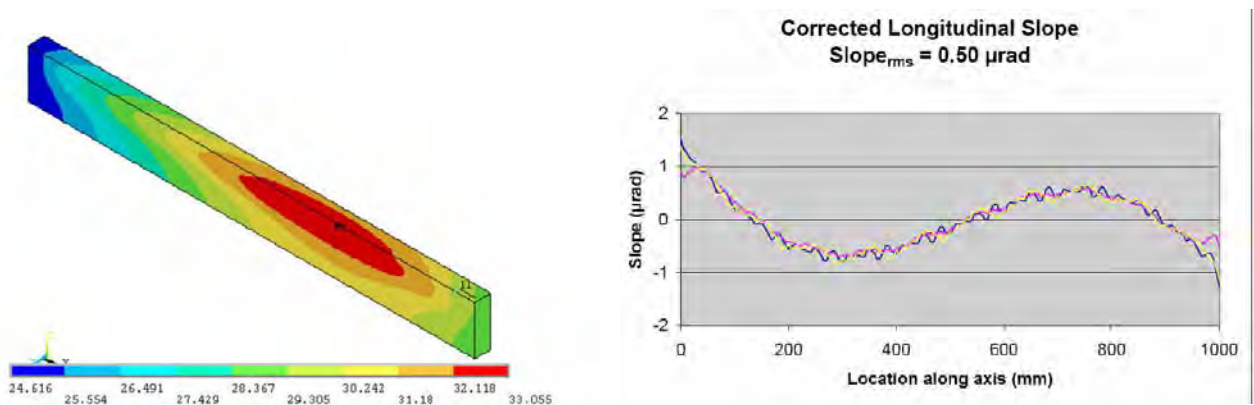 24.616 26.491 28.367 30.242 32.118
25.554 27.429 29.305 31.18 33.055
Corrected Longitudinal Slope
Slope rms = 0.50 µrad
Slope (µrad)
2
1
0
-1
-2
0 200 400 600 800 1000
Location along axis (mm)